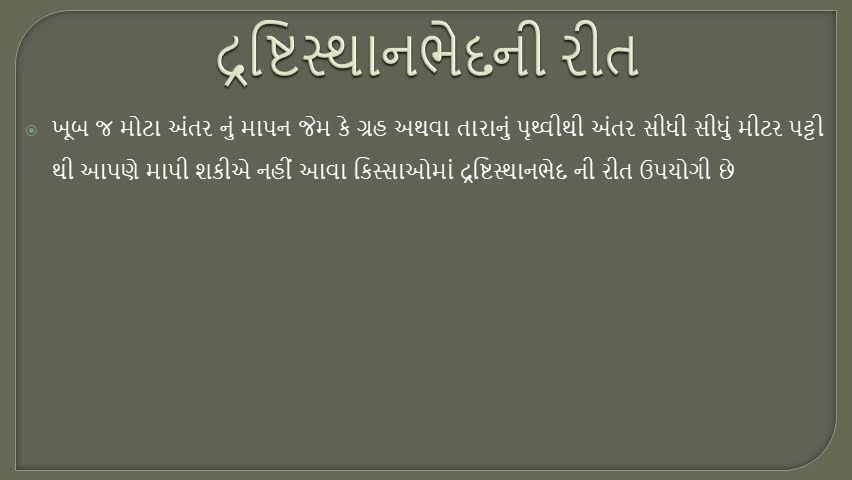 દ્રષ્ટિસ્થાનભેદની રીત
ખૂબ જ મોટા અંતર નું માપન જેમ કે ગ્રહ અથવા તારાનું પૃથ્વીથી અંતર સીધી સીધું મીટર પટ્ટી
થી આપણે માપી શકીએ નહીં આવા કિસ્સાઓમાં દ્રષ્ટિસ્થાનભેદ ની રીત ઉપયોગી છે